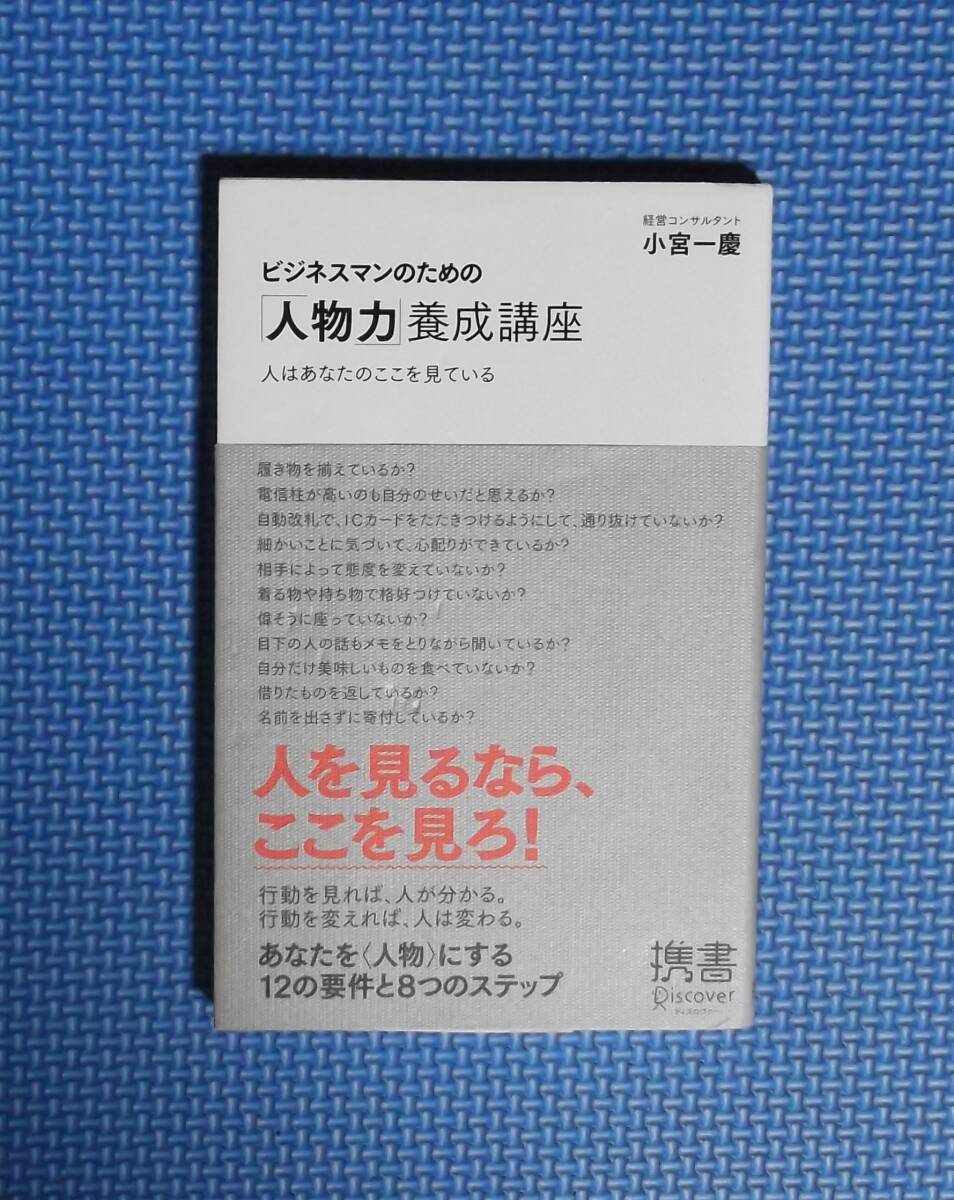 経営コンサルタント
小宮一慶
ビジネスマンのための
「人物力」養成講座
人はあなたのここを見ている
履き物を揃えているか?
電信柱が高いのも自分のせいだと思えるか?
自動改札で、ICカードをたたきつけるようにして、通り抜けていないか?
細かいことに気づいて、心配りができているか?
相手によって態度を変えていないか?
着る物や持ち物で格好つけていないか?
偉そうに座っていないか?
目下の人の話もメモをとりながら聞いているか?
自分だけ美味しいものを食べていないか?
借りたものを返しているか?
名前を出さずに寄付しているか?
人を見るなら、
ここを見ろ!
行動を見れば、人が分かる。
行動を変えれば、人は変わる。
あなたを〈人物〉にする
12の要件と8つのステップ
携書
Discover
ディスカヴァー